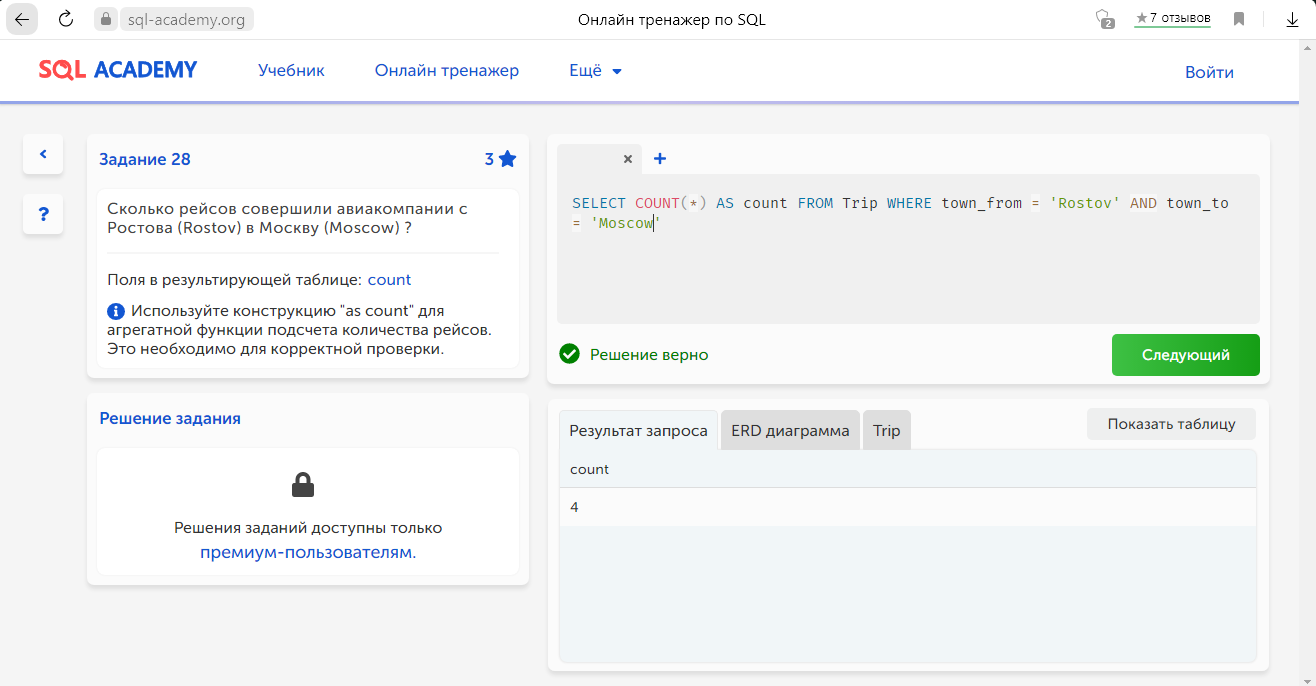 sql-academy.org
Онлайн тренажер по SQL
2
★ 7 отзывов
SQL ACADEMY
Учебник
Онлайн тренажер
Ещё
Войти
Задание 28
3
Сколько рейсов совершили авиакомпании с
Ростова (Rostov) в Москву (Moscow) ?
Поля в результирующей таблице: count
Используйте конструкцию "as count" для
агрегатной функции подсчета количества рейсов.
Это необходимо для корректной проверки.
?
Решение задания
Решения заданий доступны только
премиум-пользователям.
SELECT COUNT(*) AS count FROM Trip WHERE town_from = 'Rostov' AND town_to
= 'Moscow'
Решение верно
Следующий
Результат запроса
ERD диаграмма
Trip
Показать таблицу
count
4